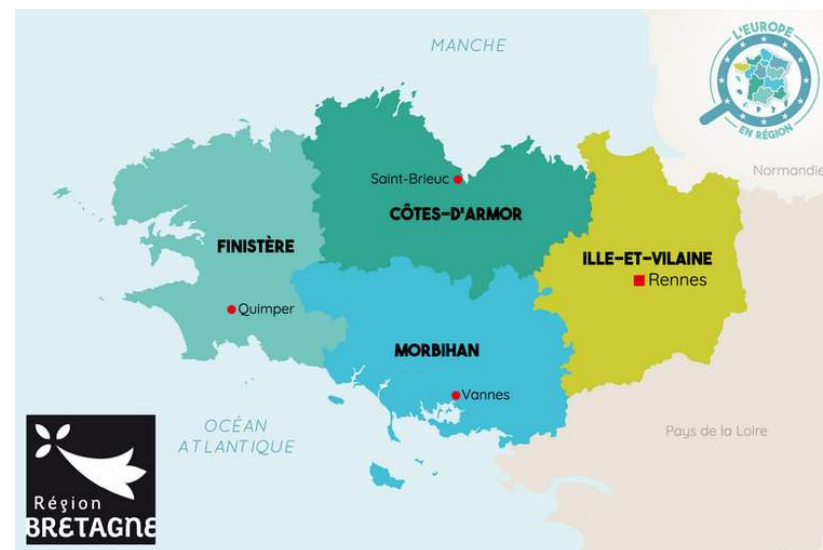 MANCHE
L'EUROPE
EN RÉGION
Normandie
Saint-Brieuc
CÔTES-D'ARMOR
FINISTÈRE
ILLE-ET-VILAINE
Rennes
Quimper
MORBIHAN
Vannes
OCÉAN
ATLANTIQUE
Pays de la Loire
Région
BRETAGNE